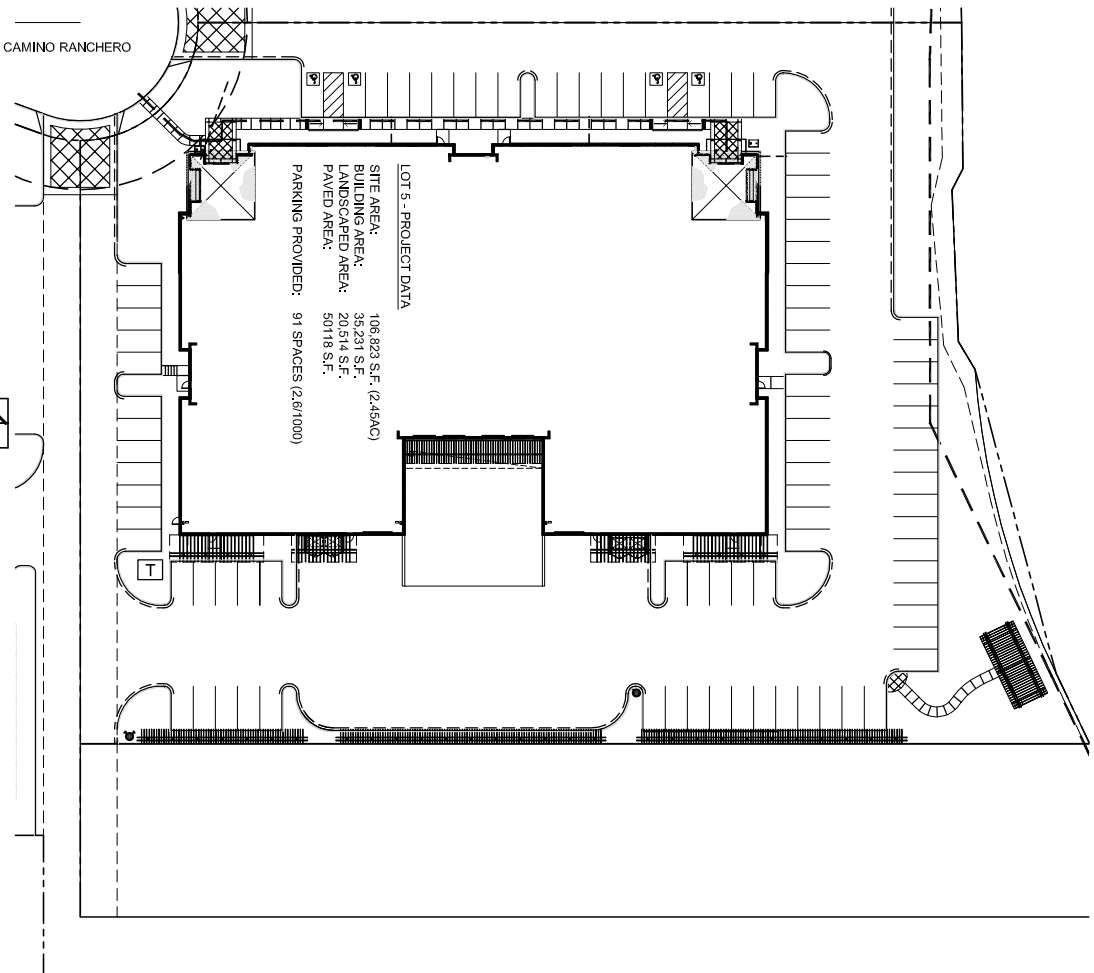 CAMINO RANCHERO
LOT 5 - PROJECT DATA
SITE AREA: 106,823 S.F. (2.45AC)
BUILDING AREA: 35,231 S.F.
LANDSCAPED AREA: 20,514 S.F.
PAVED AREA: 50118 S.F.
PARKING PROVIDED: 91 SPACES (2.6/1000)
T